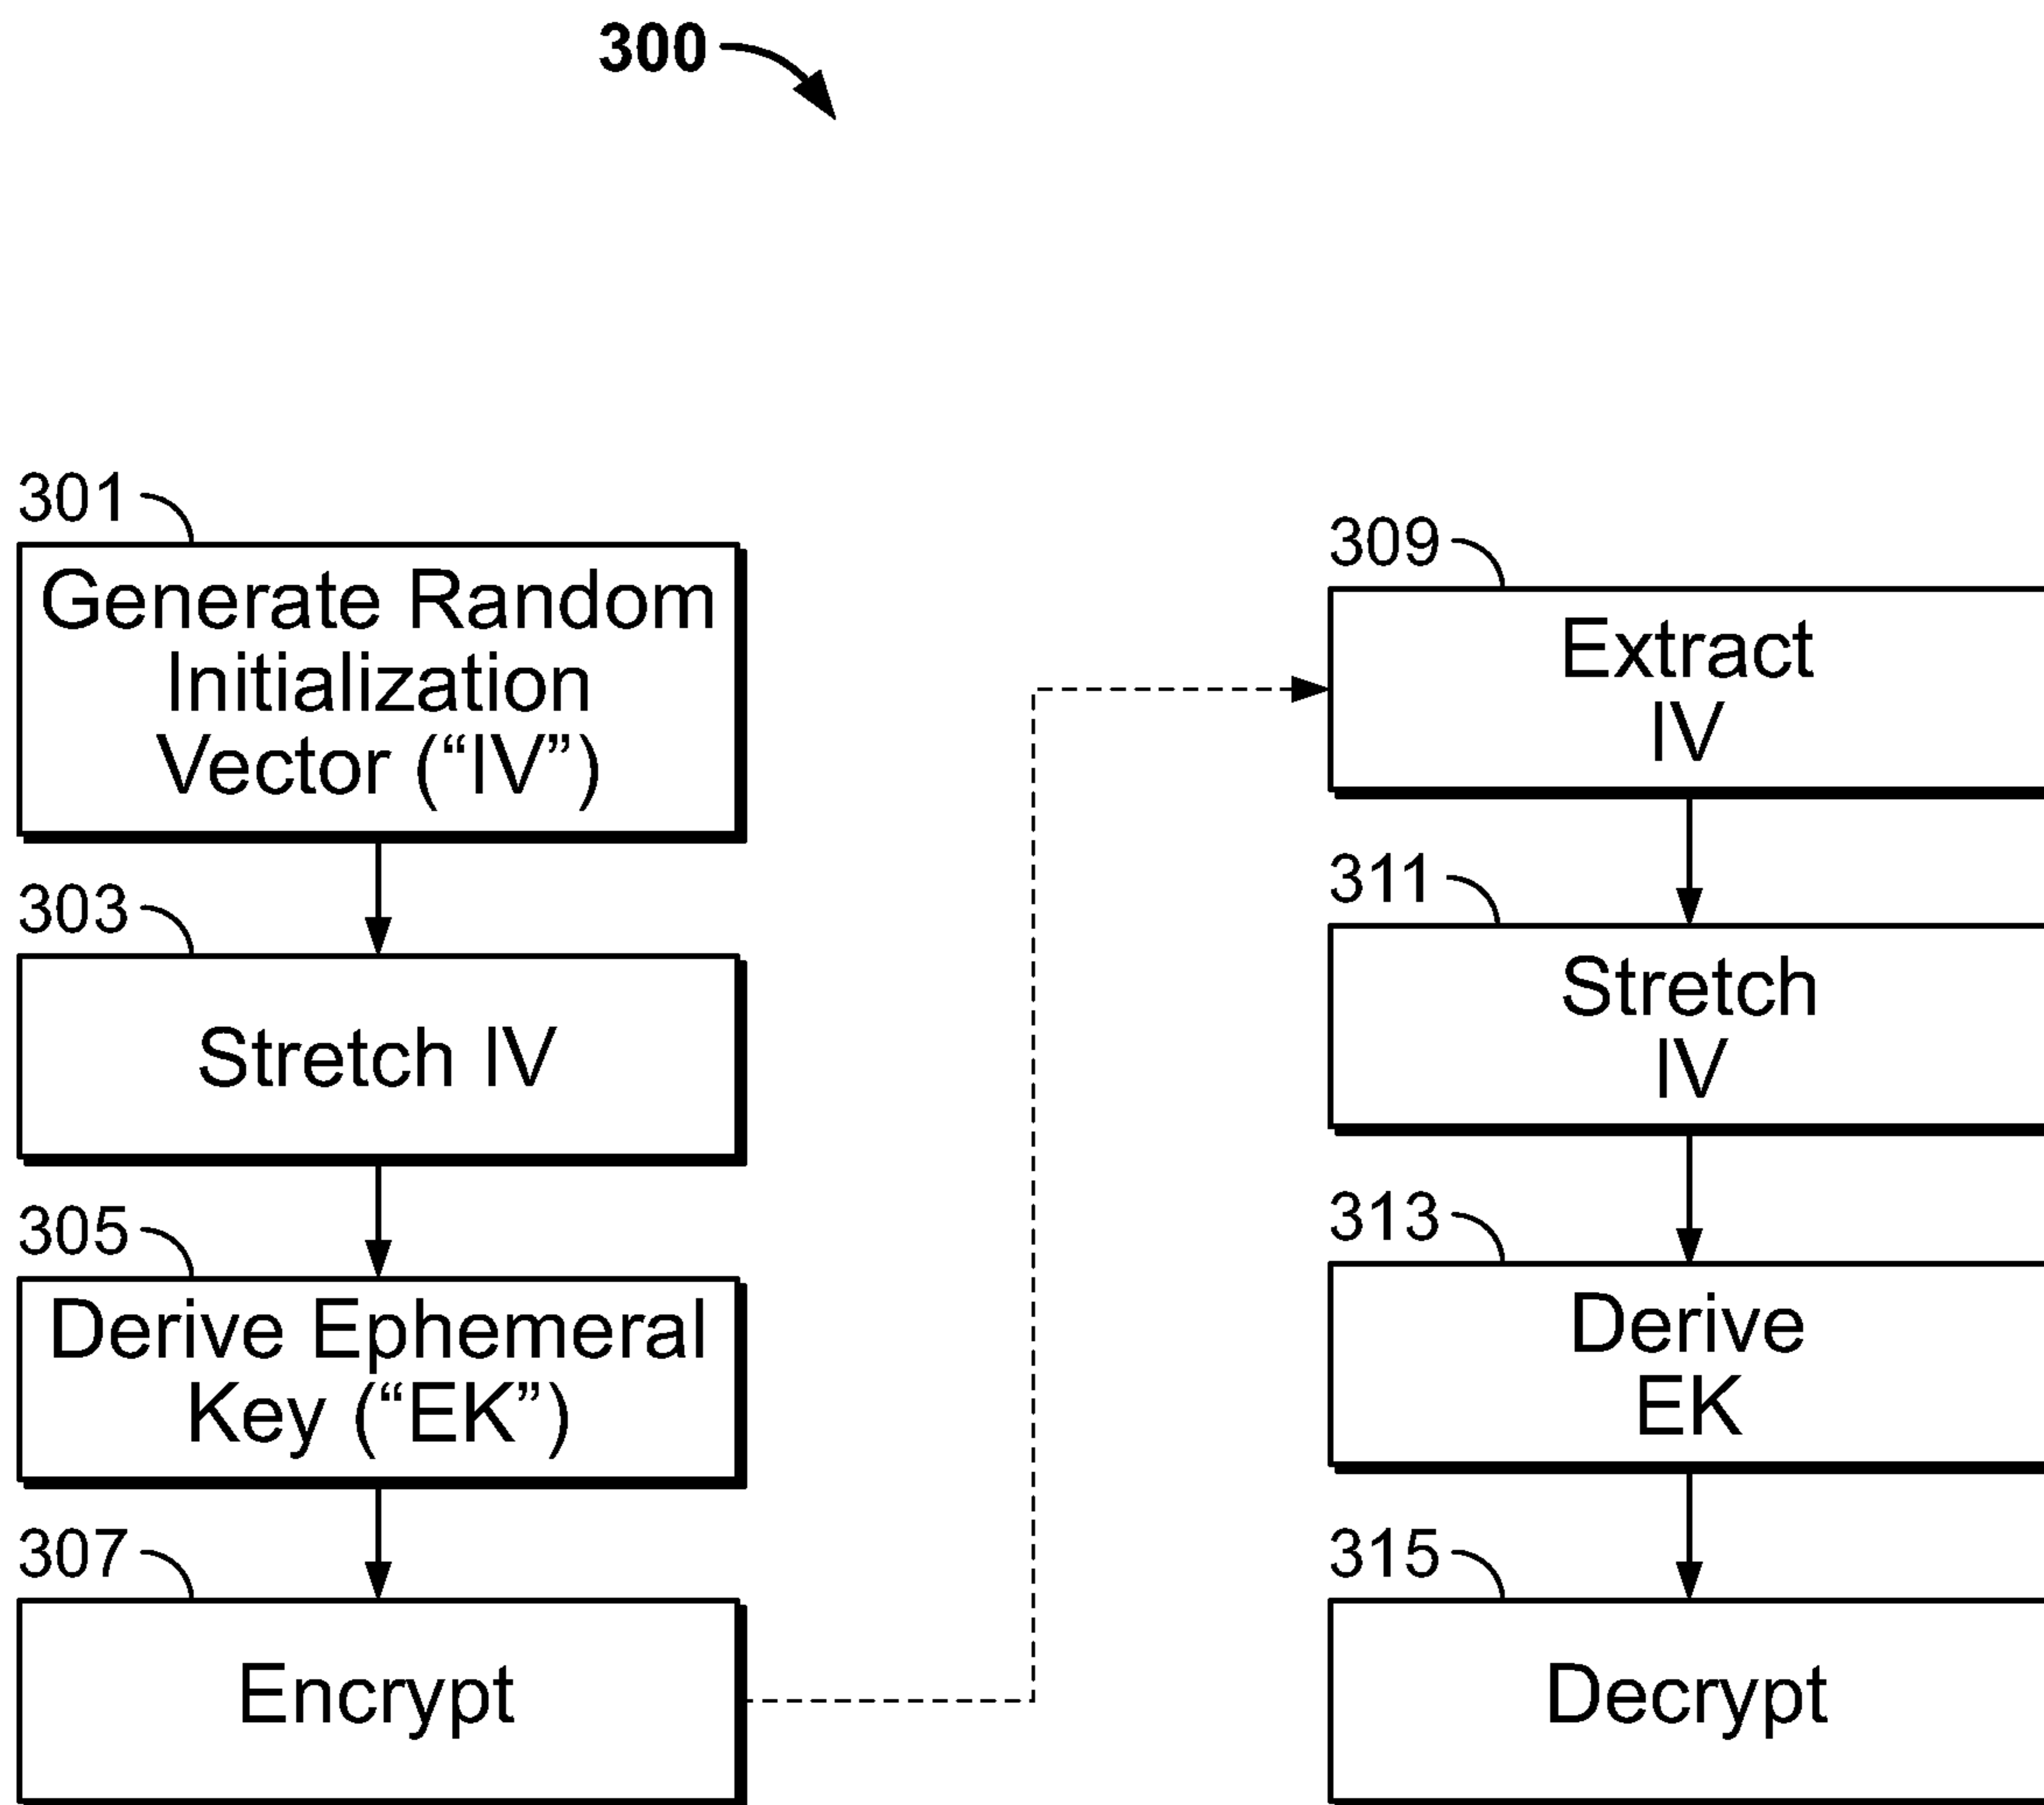 300
301
Generate Random
Initialization
Vector (“IV”)
303
Stretch IV
305
Derive Ephemeral
Key (“EK”)
307
Encrypt
309
Extract
IV
311
Stretch
IV
313
Derive
EK
315
Decrypt